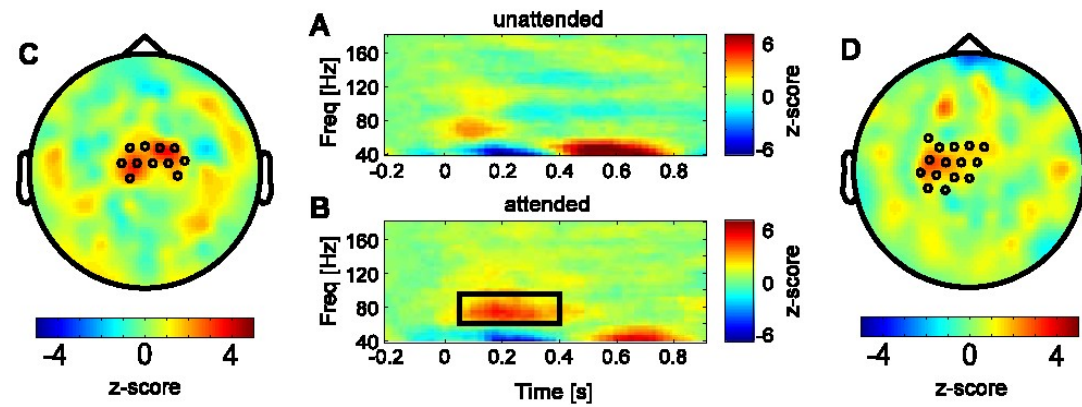 C
-4 0 4
z-score
A
unattended
Freq [Hz]
160
120
80
40
-0.2 0 0.2 0.4 0.6 0.8
6
0
-6
z-score
B
attended
Freq [Hz]
160
120
80
40
-0.2 0 0.2 0.4 0.6 0.8
Time [s]
6
0
-6
z-score
D
-4 0 4
z-score